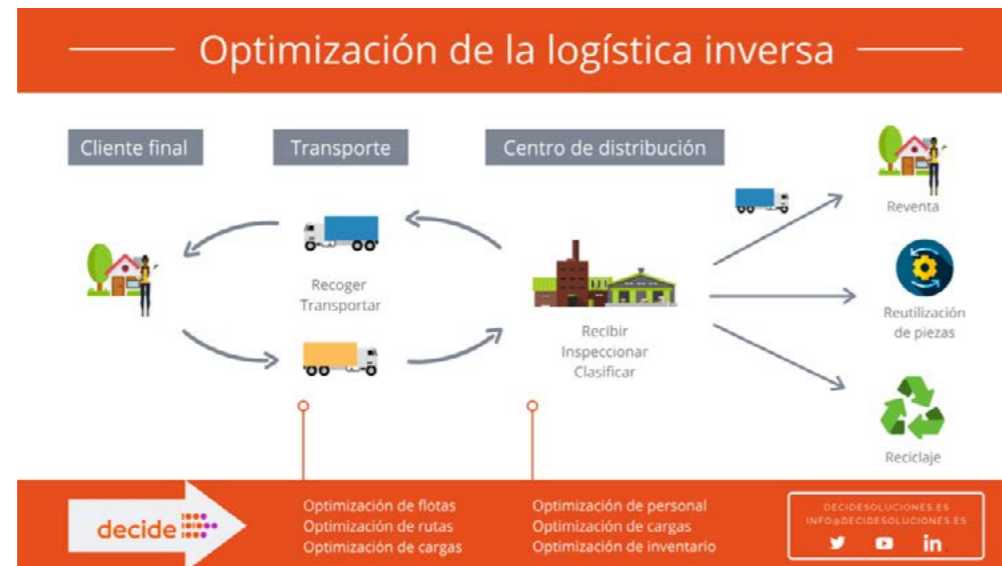 Optimización de la logística inversa
Cliente final
Transporte
Centro de distribución
Reventa
Recoger
Transportar
Recibir
Inspeccionar
Clasificar
Reutilización
de piezas
Reciclaje
decide
Optimización de flotas
Optimización de rutas
Optimización de cargas
Optimización de personal
Optimización de cargas
Optimización de inventario
DECIDESOLUCIONES.ES
INFO@DECIDESOLUCIONES.ES
in